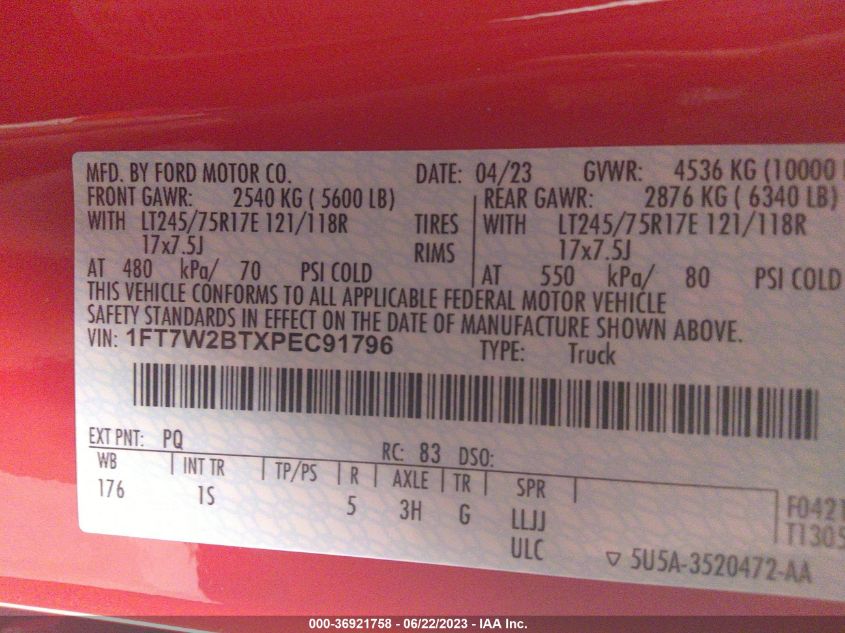 MFD. BY FORD MOTOR CO. DATE: 04/23 GVWR: 4536 KG (10000
FRONT GAWR: 2540 KG ( 5600 LB) REAR GAWR: 2876 KG ( 6340 LB)
WITH LT245/75R17E 121/118R TIRES WITH LT245/75R17E 121/118R
17x7.5J RIMS 17x7.5J
AT 480 kPa/ 70 PSI COLD AT 550 kPa/ 80 PSI COLD
THIS VEHICLE CONFORMS TO ALL APPLICABLE FEDERAL MOTOR VEHICLE
SAFETY STANDARDS IN EFFECT ON THE DATE OF MANUFACTURE SHOWN ABOVE.
VIN: 1FT7W2BTXPEC91796 TYPE: Truck
EXT PNT: PQ RC: 83 DSO:
WB INT TR TP/PS R AXLE TR SPR
176 1S 5 3H G LLJJ F0421
ULC T1305
▽ 5U5A-3520472-AA
000-36921758 - 06/22/2023 - IAA Inc.